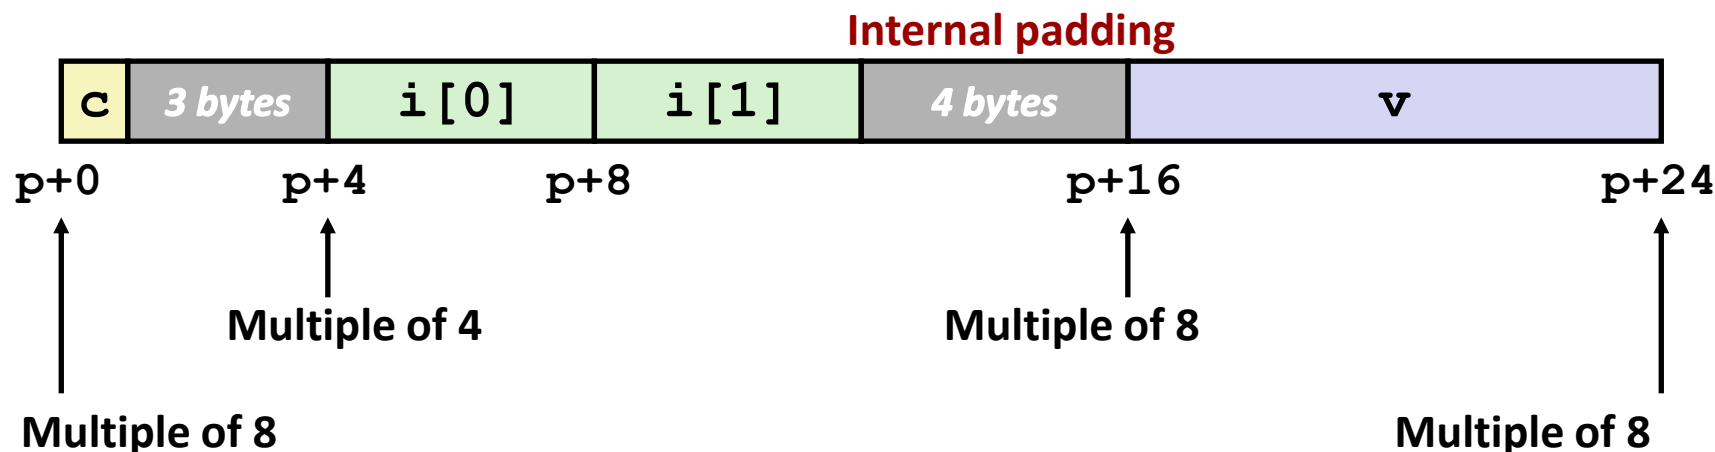 Internal padding
c 3 bytes i[0] i[1] 4 bytes v
p+0 p+4 p+8 p+16 p+24
Multiple of 4 Multiple of 8
Multiple of 8 Multiple of 8